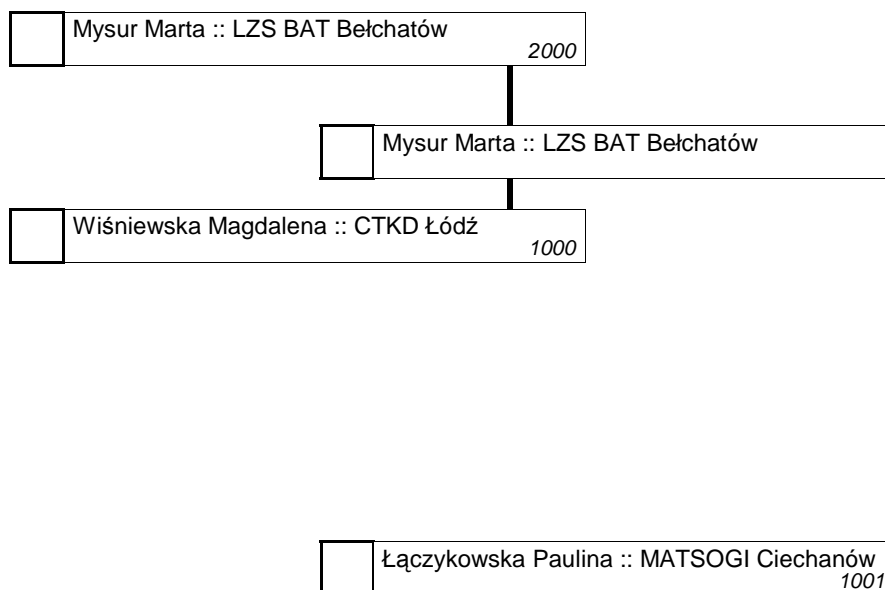 Mysur Marta :: LZS BAT Bełchatów
2000
Mysur Marta :: LZS BAT Bełchatów
Wiśniewska Magdalena :: CTKD Łódź
1000
Łączykowska Paulina :: MATSOGI Ciechanów
1001